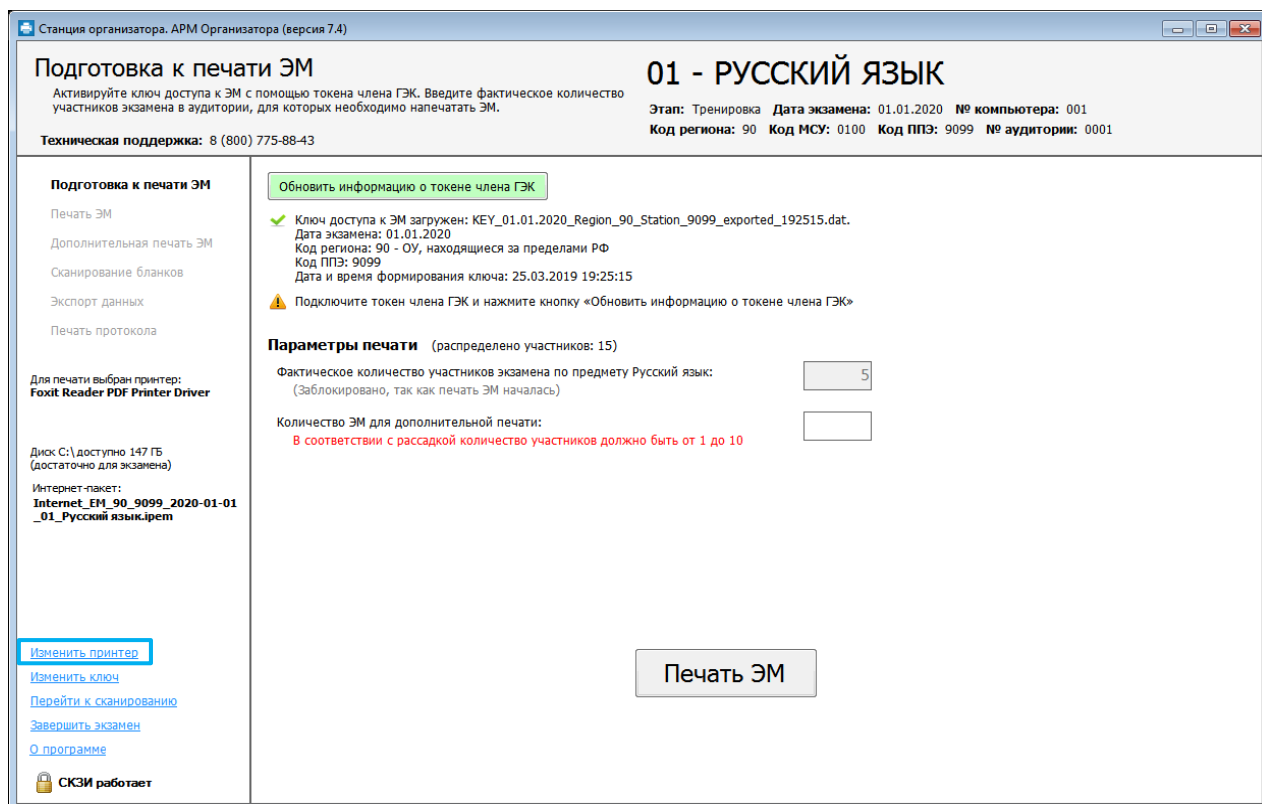 Станция организатора. АРМ Организатора (версия 7.4)
Подготовка к печати ЭМ
Активируйте ключ доступа к ЭМ с помощью токена члена ГЭК. Введите фактическое количество
участников экзамена в аудитории, для которых необходимо напечатать ЭМ.
Техническая поддержка: 8 (800) 775-88-43
01 - РУССКИЙ ЯЗЫК
Этап: Тренировка Дата экзамена: 01.01.2020 № компьютера: 001
Код региона: 90 Код МСУ: 0100 Код ППЭ: 9099 № аудитории: 0001
Подготовка к печати ЭМ
Печать ЭМ
Дополнительная печать ЭМ
Сканирование бланков
Экспорт данных
Печать протокола
Для печати выбран принтер:
Foxit Reader PDF Printer Driver
Диск C:\ доступно 147 ГБ
(достаточно для экзамена)
Интернет-пакет:
Internet_EM_90_9099_2020-01-01
_01_Русский язык.ipem
Изменить принтер
Изменить ключ
Перейти к сканированию
Завершить экзамен
О программе
СКЗИ работает
Обновить информацию о токене члена ГЭК
Ключ доступа к ЭМ загружен: KEY_01.01.2020_Region_90_Station_9099_exported_192515.dat.
Дата экзамена: 01.01.2020
Код региона: 90 - ОУ, находящиеся за пределами РФ
Код ППЭ: 9099
Дата и время формирования ключа: 25.03.2019 19:25:15
Подключите токен члена ГЭК и нажмите кнопку «Обновить информацию о токене члена ГЭК»
Параметры печати (распределено участников: 15)
Фактическое количество участников экзамена по предмету Русский язык: 5
(Заблокировано, так как печать ЭМ началась)
Количество ЭМ для дополнительной печати:
В соответствии с рассадкой количество участников должно быть от 1 до 10
Печать ЭМ